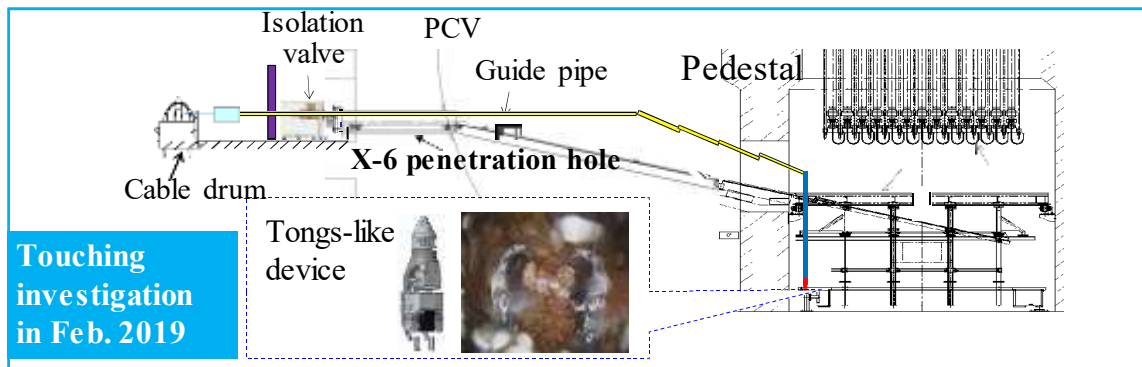 Isolation
valve
PCV
Guide pipe
Pedestal
X-6 penetration hole
Cable drum
Tongs-like
device
Touching
investigation
in Feb. 2019